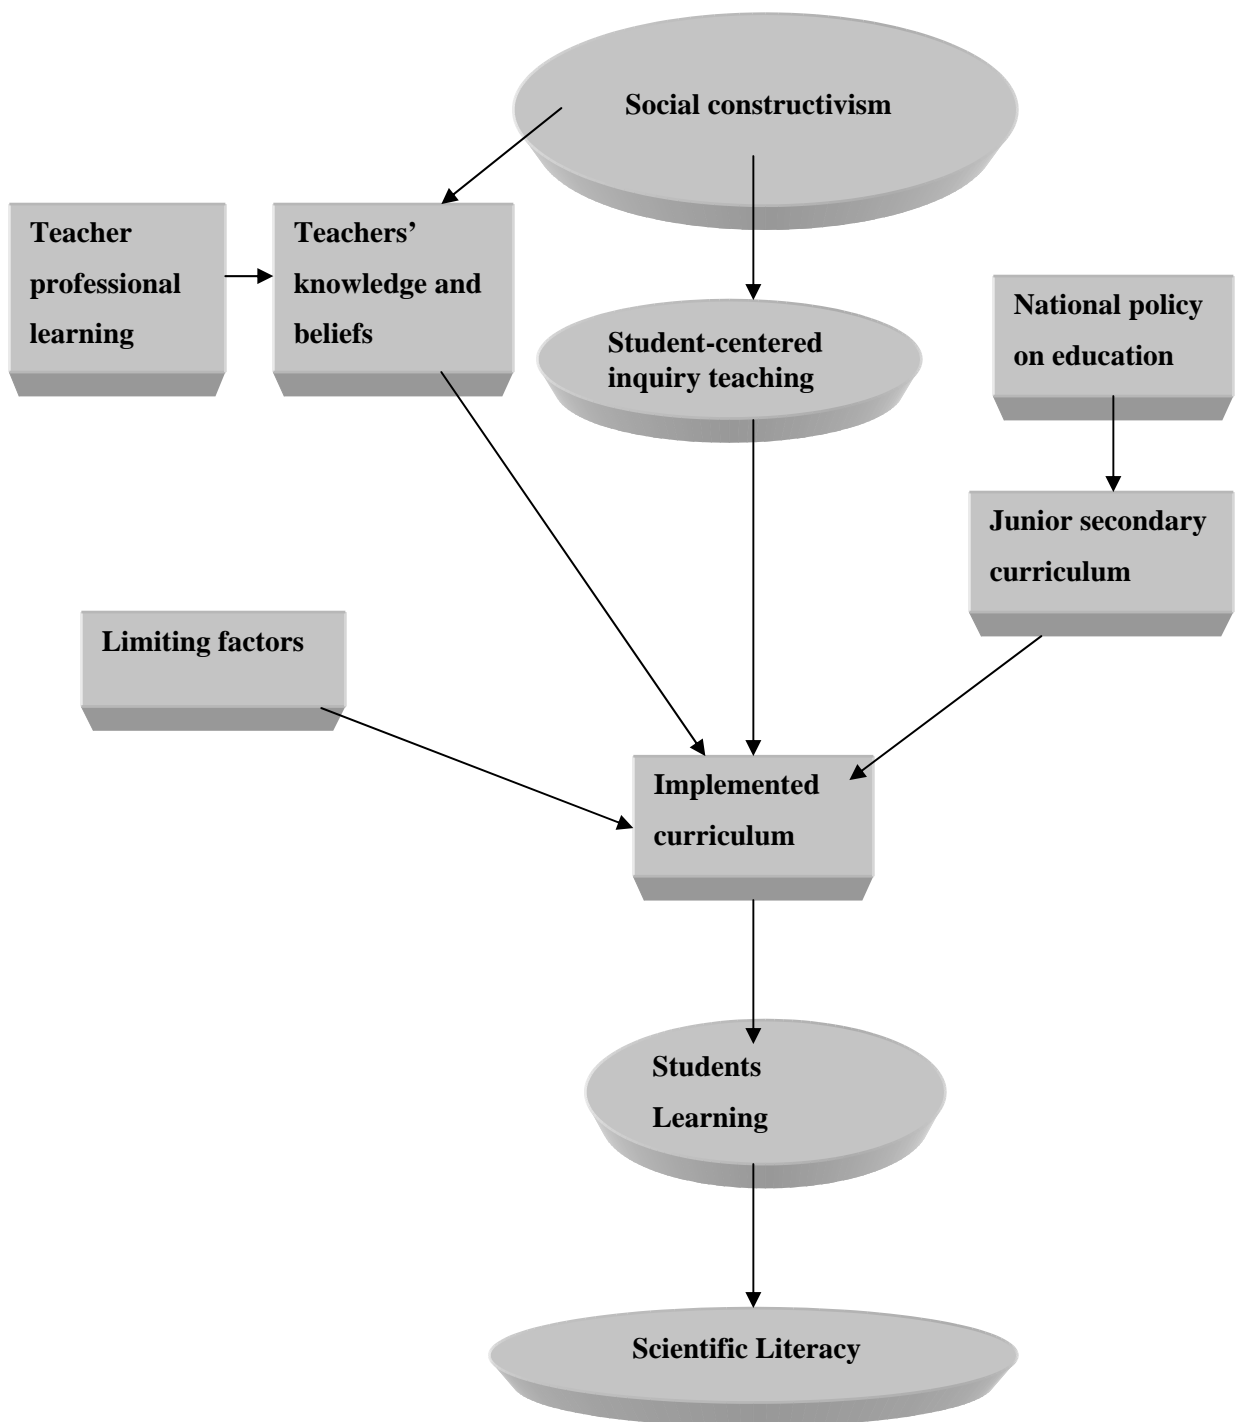 Social constructivism
Teacher
professional
learning
Teachers’
knowledge and
beliefs
Student-centered
inquiry teaching
National policy
on education
Junior secondary
curriculum
Limiting factors
Implemented
curriculum
Students
Learning
Scientific Literacy